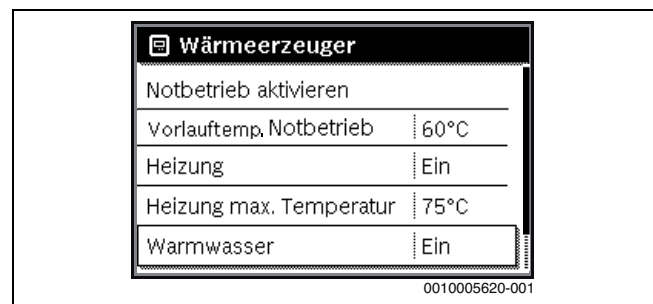 Wärmeerzeuger
Notbetrieb aktivieren
Vorlauftemp. Notbetrieb 60°C
Heizung Ein
Heizung max. Temperatur 75°C
Warmwasser Ein
0010005620-001